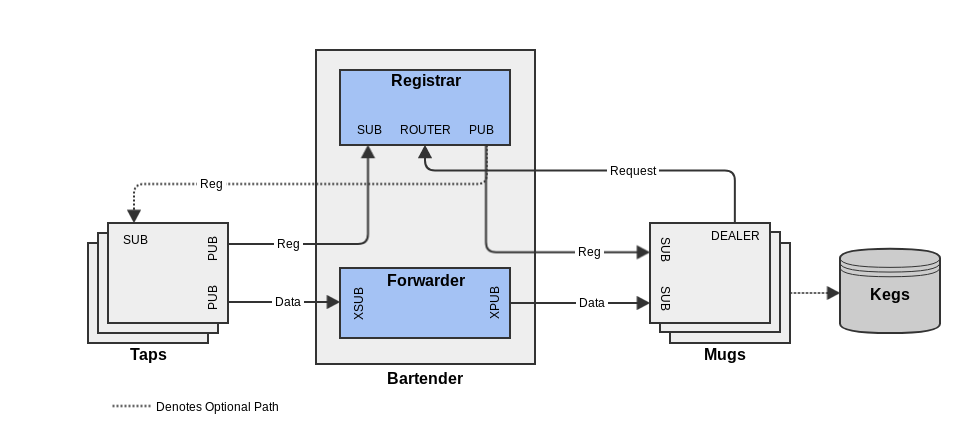 Registrar
SUB ROUTER PUB
Request
Reg
SUB
PUB
DEALER
Reg
Reg
SUB
Forwarder
PUB
Data
XSUB
XPUB
Data
SUB
Kegs
Taps
Mugs
Bartender
Denotes Optional Path